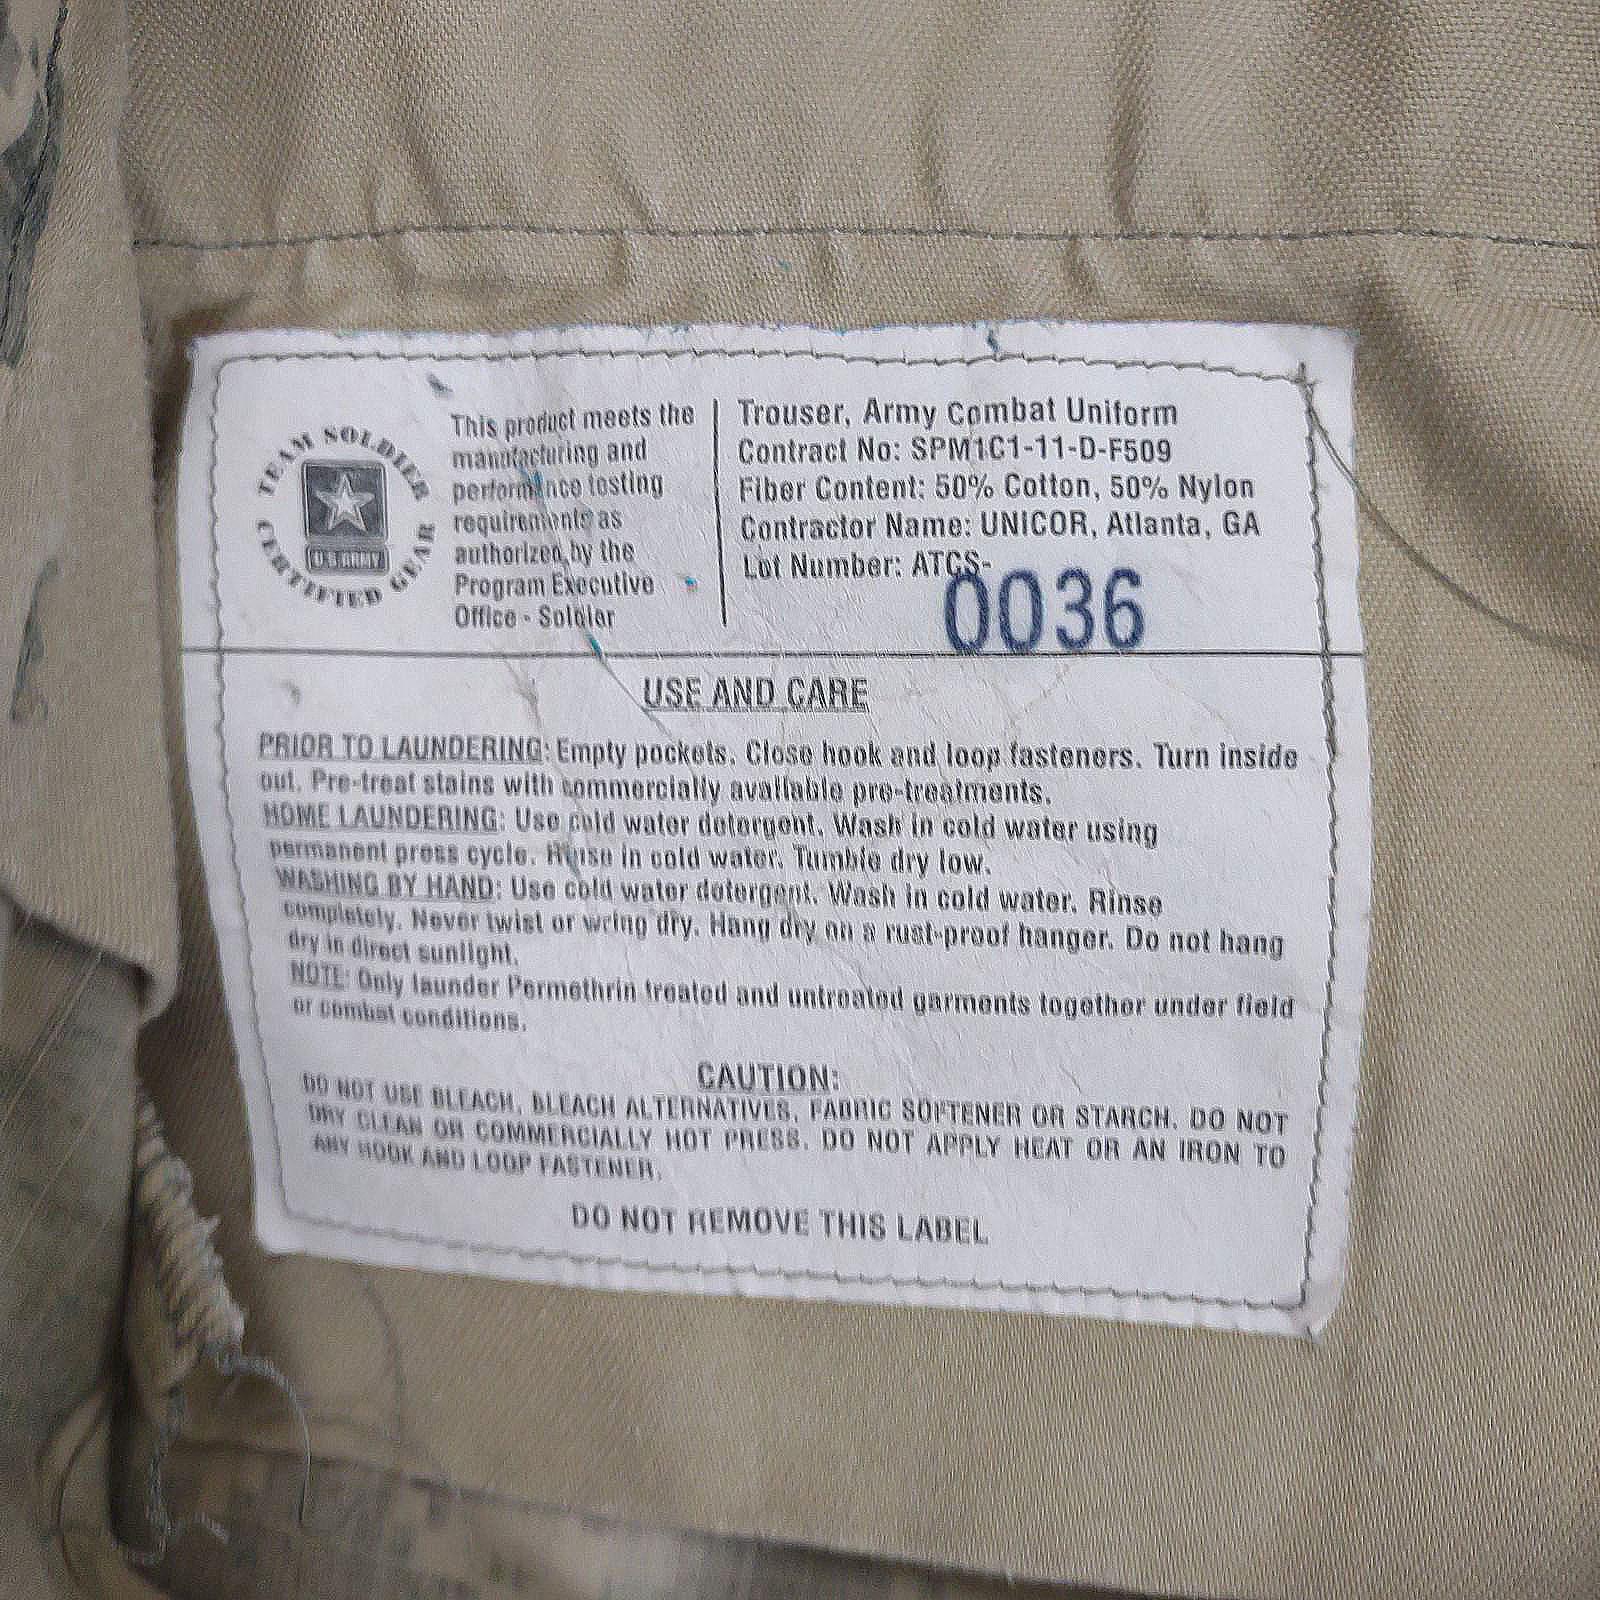 TEAM SOLDIER
CERTIFIED GEAR
U.S. ARMY
This product meets the
manufacturing and
performance testing
requirements as
authorized by the
Program Executive
Office - Soldier
Trouser, Army Combat Uniform
Contract No: SPM1C1-11-D-F509
Fiber Content: 50% Cotton, 50% Nylon
Contractor Name: UNICOR, Atlanta, GA
Lot Number: ATCS-
0036
USE AND CARE
PRIOR TO LAUNDERING: Empty pockets. Close hook and loop fasteners. Turn inside
out. Pre-treat stains with commercially available pre-treatments.
HOME LAUNDERING: Use cold water detergent. Wash in cold water using
permanent press cycle. Rinse in cold water. Tumble dry low.
WASHING BY HAND: Use cold water detergent. Wash in cold water. Rinse
completely. Never twist or wring dry. Hang dry on a rust-proof hanger. Do not hang
dry in direct sunlight.
NOTE: Only launder Permethrin treated and untreated garments together under field
or combat conditions.
CAUTION:
DO NOT USE BLEACH, BLEACH ALTERNATIVES, FABRIC SOFTENER OR STARCH. DO NOT
DRY CLEAN OR COMMERCIALLY HOT PRESS. DO NOT APPLY HEAT OR AN IRON TO
ANY HOOK AND LOOP FASTENER.
DO NOT REMOVE THIS LABEL